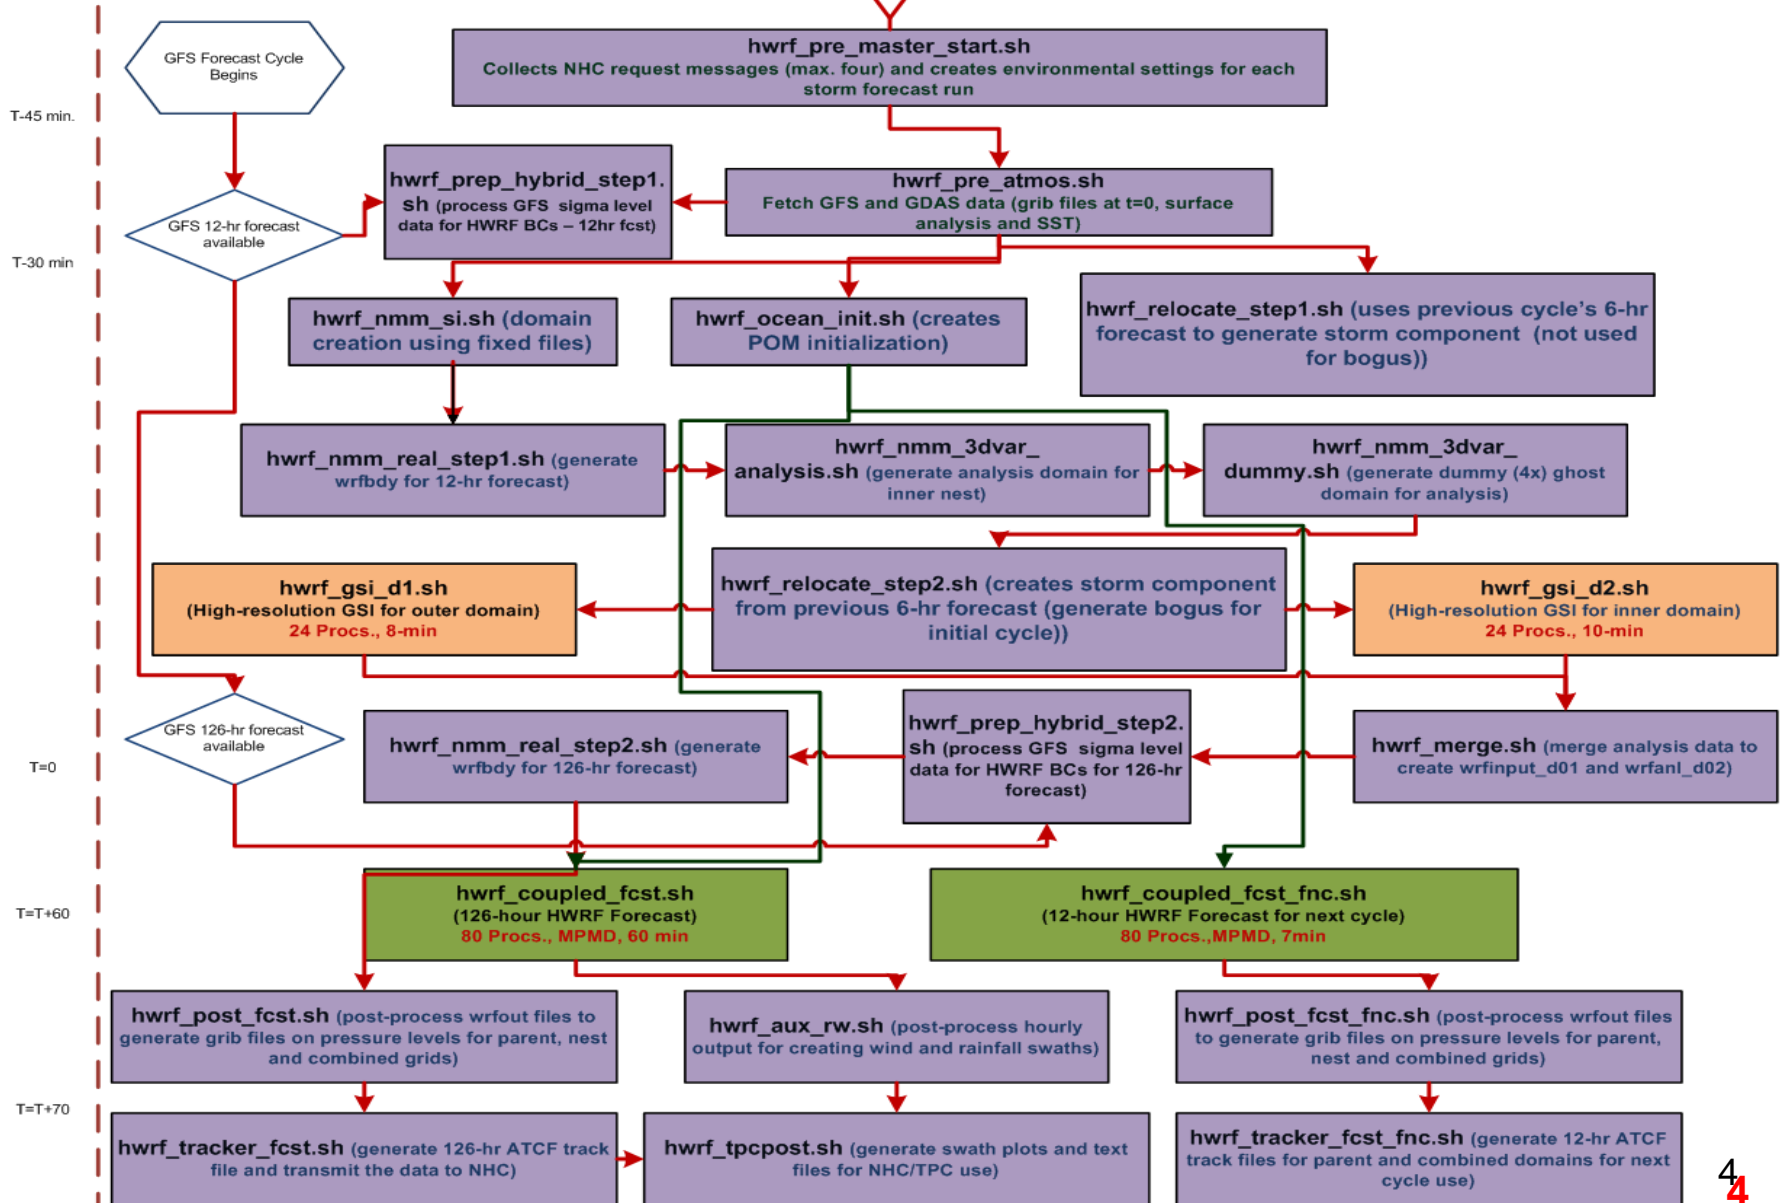 GFS Forecast Cycle
Begins
hwrf_pre_master_start.sh
Collects NHC request messages (max. four) and creates environmental settings for each
storm forecast run
T-45 min.
hwrf_prep_hybrid_step1.
sh (process GFS sigma level
data for HWRF BCs – 12hr fcst)
hwrf_pre_atmos.sh
Fetch GFS and GDAS data (grib files at t=0, surface
analysis and SST)
GFS 12-hr forecast
available
T-30 min
hwrf_nmm_si.sh (domain
creation using fixed files)
hwrf_ocean_init.sh (creates
POM initialization)
hwrf_relocate_step1.sh (uses previous cycle's 6-hr
forecast to generate storm component (not used
for bogus))
hwrf_nmm_real_step1.sh (generate
wrfbdy for 12-hr forecast)
hwrf_nmm_3dvar_
analysis.sh (generate analysis domain for
inner nest)
hwrf_nmm_3dvar_
dummy.sh (generate dummy (4x) ghost
domain for analysis)
hwrf_gsi_d1.sh
(High-resolution GSI for outer domain)
24 Procs., 8-min
hwrf_relocate_step2.sh (creates storm component
from previous 6-hr forecast (generate bogus for
initial cycle))
hwrf_gsi_d2.sh
(High-resolution GSI for inner domain)
24 Procs., 10-min
GFS 126-hr forecast
available
hwrf_nmm_real_step2.sh (generate
wrfbdy for 126-hr forecast)
hwrf_prep_hybrid_step2.
sh (process GFS sigma level
data for HWRF BCs for 126-hr
forecast)
hwrf_merge.sh (merge analysis data to
create wrfinput_d01 and wrfanl_d02)
T=0
hwrf_coupled_fcst.sh
(126-hour HWRF Forecast)
80 Procs., MPMD, 60 min
hwrf_coupled_fcst_fnc.sh
(12-hour HWRF Forecast for next cycle)
80 Procs.,MPMD, 7min
T=T+60
hwrf_post_fcst.sh (post-process wrfout files to
generate grib files on pressure levels for parent, nest
and combined grids)
hwrf_aux_rw.sh (post-process hourly
output for creating wind and rainfall swaths)
hwrf_post_fcst_fnc.sh (post-process wrfout files
to generate grib files on pressure levels for parent,
nest and combined grids)
T=T+70
hwrf_tracker_fcst.sh (generate 126-hr ATCF track
file and transmit the data to NHC)
hwrf_tpcpost.sh (generate swath plots and text
files for NHC/TPC use)
hwrf_tracker_fcst_fnc.sh (generate 12-hr ATCF
track files for parent and combined domains for next
cycle use)
4
4